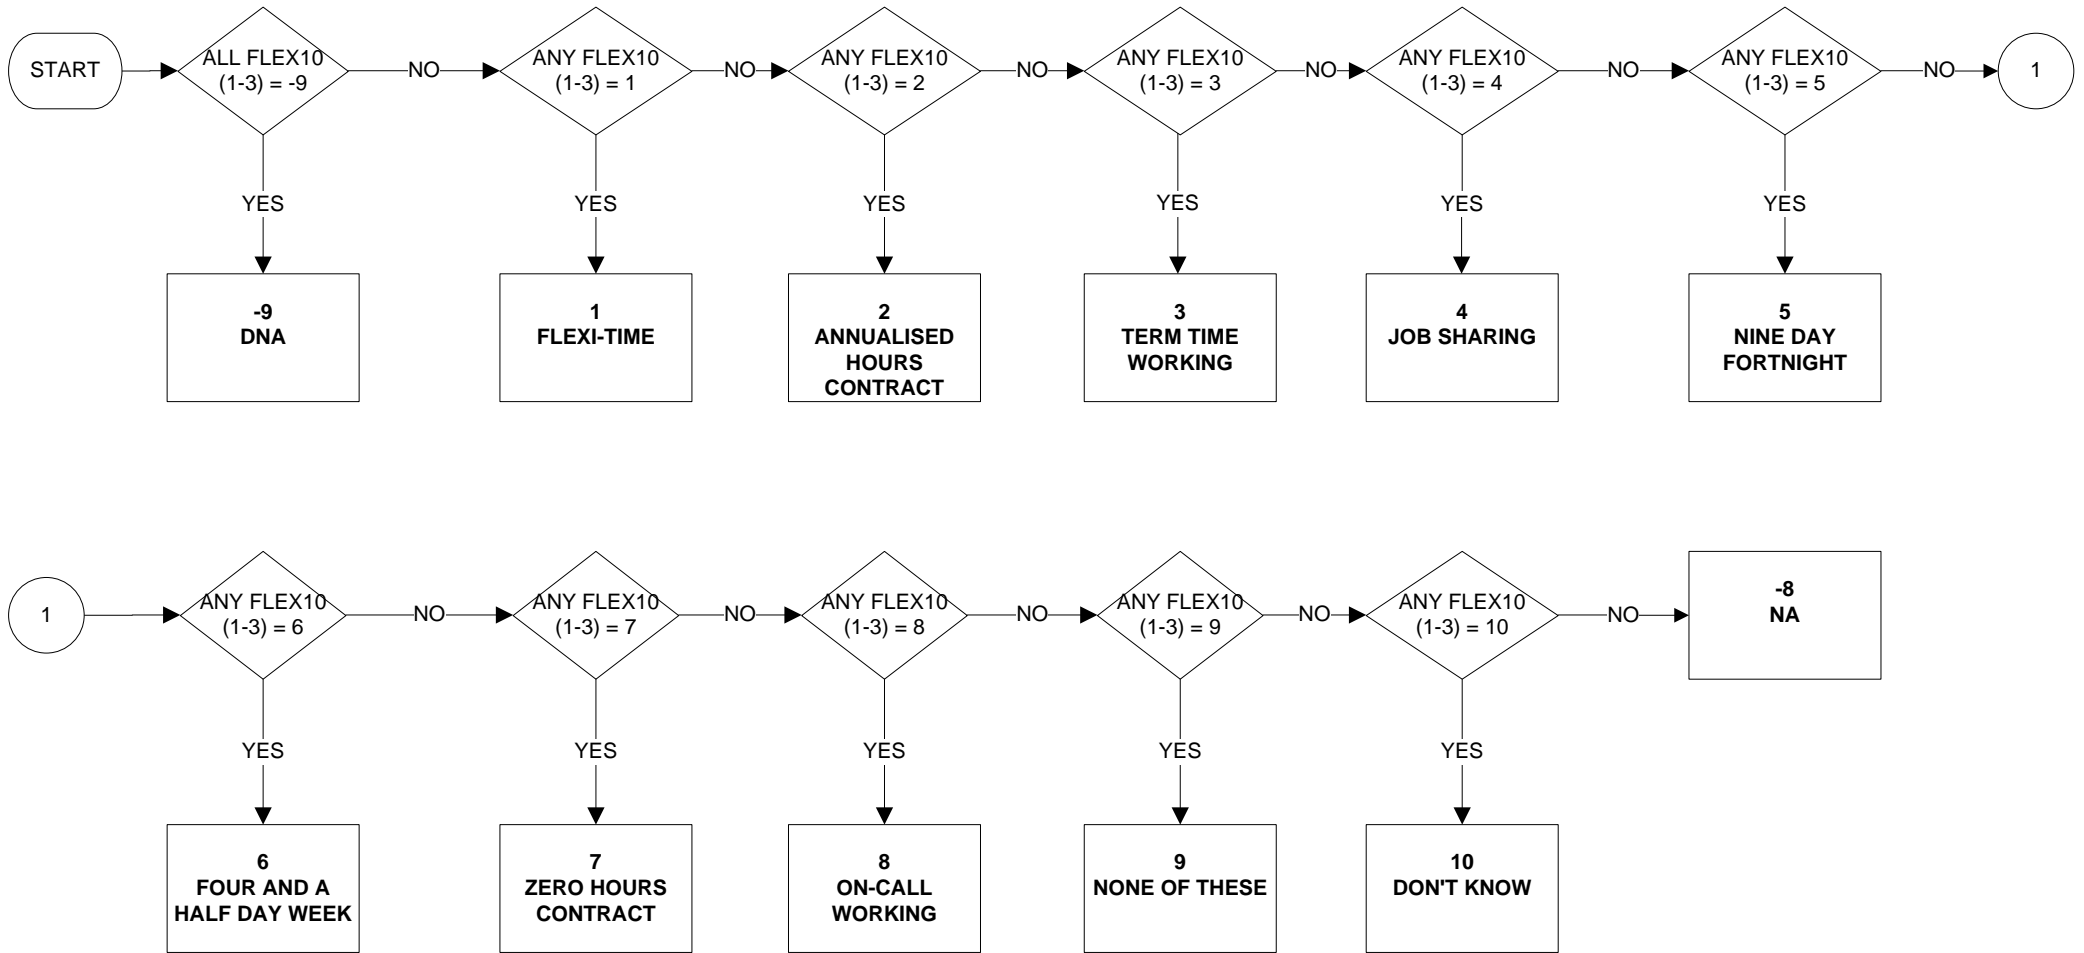 START
ALL FLEX10
(1-3) = -9
NO
ANY FLEX10
(1-3) = 1
NO
ANY FLEX10
(1-3) = 2
NO
ANY FLEX10
(1-3) = 3
NO
ANY FLEX10
(1-3) = 4
NO
ANY FLEX10
(1-3) = 5
NO
1
YES
YES
YES
YES
YES
YES
-9
DNA
1
FLEXI-TIME
2
ANNUALISED
HOURS
CONTRACT
3
TERM TIME
WORKING
4
JOB SHARING
5
NINE DAY
FORTNIGHT
1
ANY FLEX10
(1-3) = 6
NO
ANY FLEX10
(1-3) = 7
NO
ANY FLEX10
(1-3) = 8
NO
ANY FLEX10
(1-3) = 9
NO
ANY FLEX10
(1-3) = 10
NO
-8
NA
YES
YES
YES
YES
YES
6
FOUR AND A
HALF DAY WEEK
7
ZERO HOURS
CONTRACT
8
ON-CALL
WORKING
9
NONE OF THESE
10
DON'T KNOW